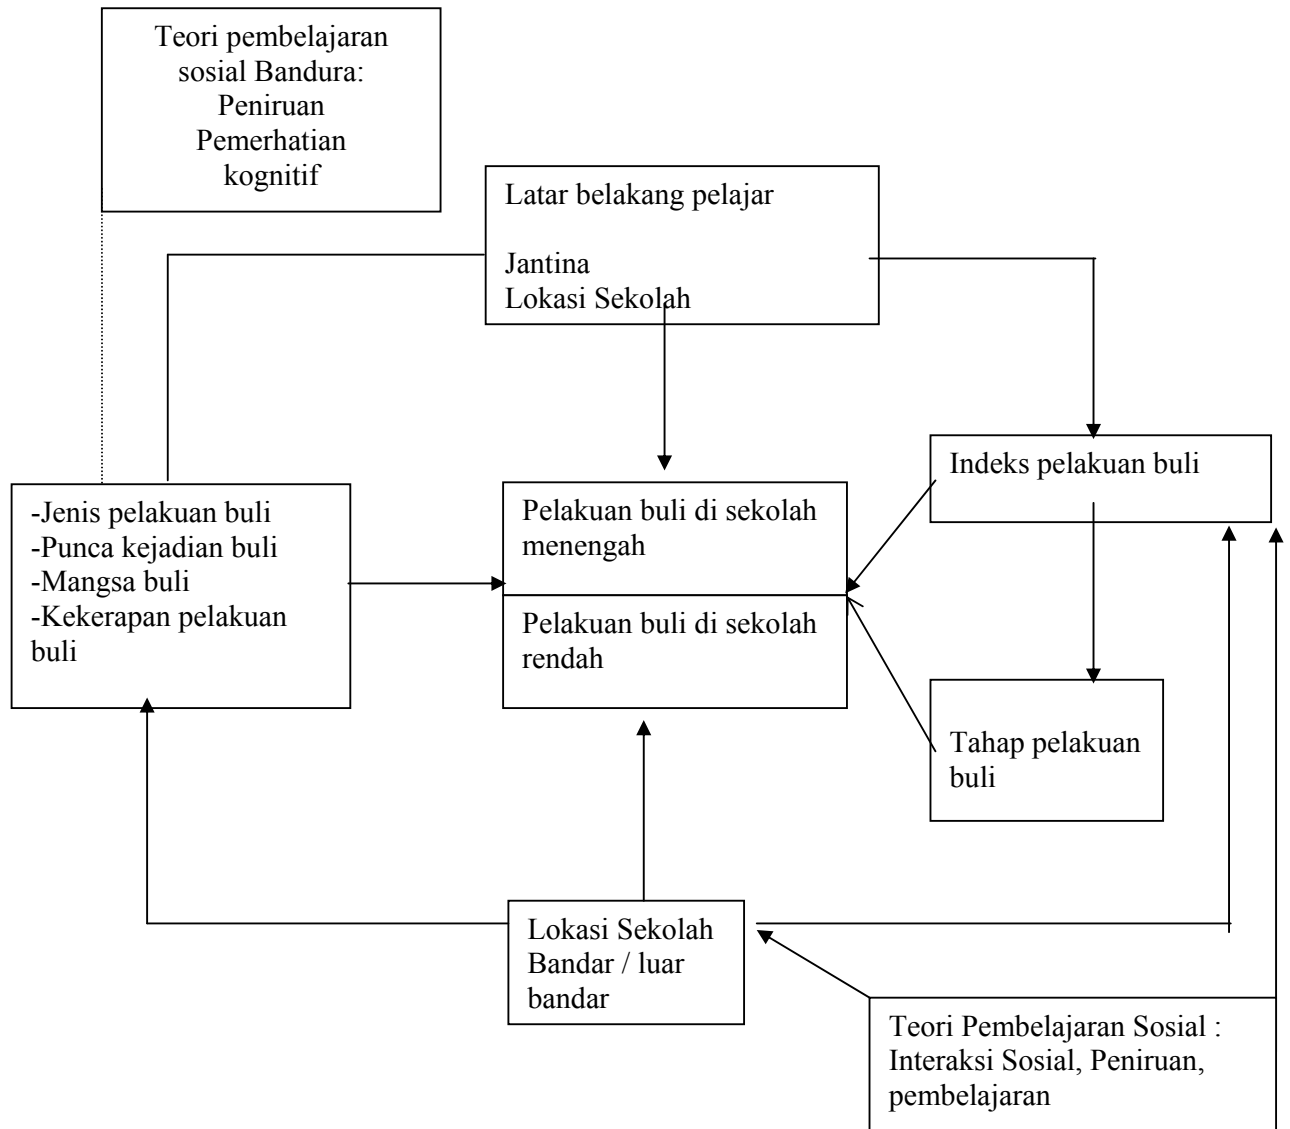 Teori pembelajaran
sosial Bandura:
Peniruan
Pemerhatian
kognitif
Latar belakang pelajar
Jantina
Lokasi Sekolah
Indeks pelakuan buli
-Jenis pelakuan buli
-Punca kejadian buli
-Mangsa buli
-Kekerapan pelakuan
buli
Pelakuan buli di sekolah
menengah
Pelakuan buli di sekolah
rendah
Tahap pelakuan
buli
Lokasi Sekolah
Bandar / luar
bandar
Teori Pembelajaran Sosial :
Interaksi Sosial, Peniruan,
pembelajaran